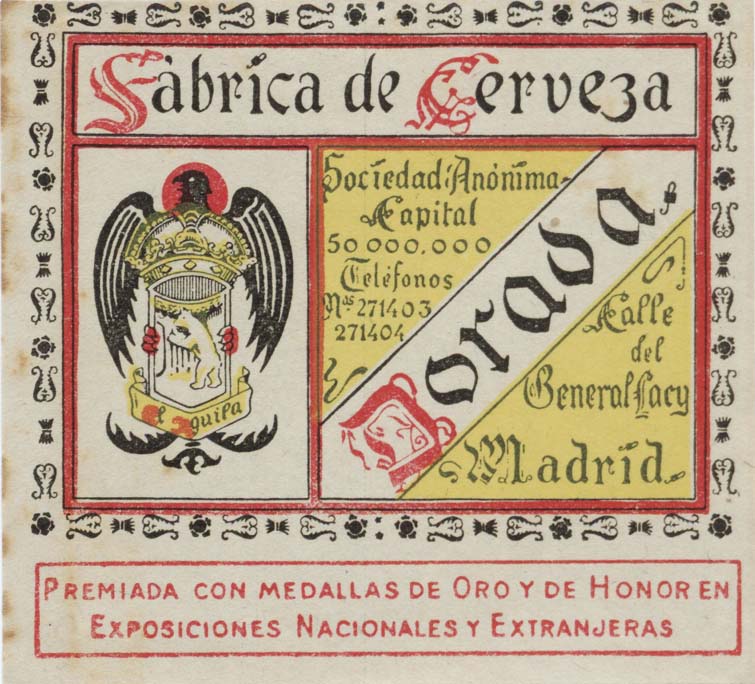 Fábrica de Cerveza
El Aguila
Sociedad Anónima
Capital
50.000.000
Teléfonos
Nos 271403
271404
Dorada
Calle
del
General Lacy
Madrid.
PREMIADA CON MEDALLAS DE ORO Y DE HONOR EN
EXPOSICIONES NACIONALES Y EXTRANJERAS